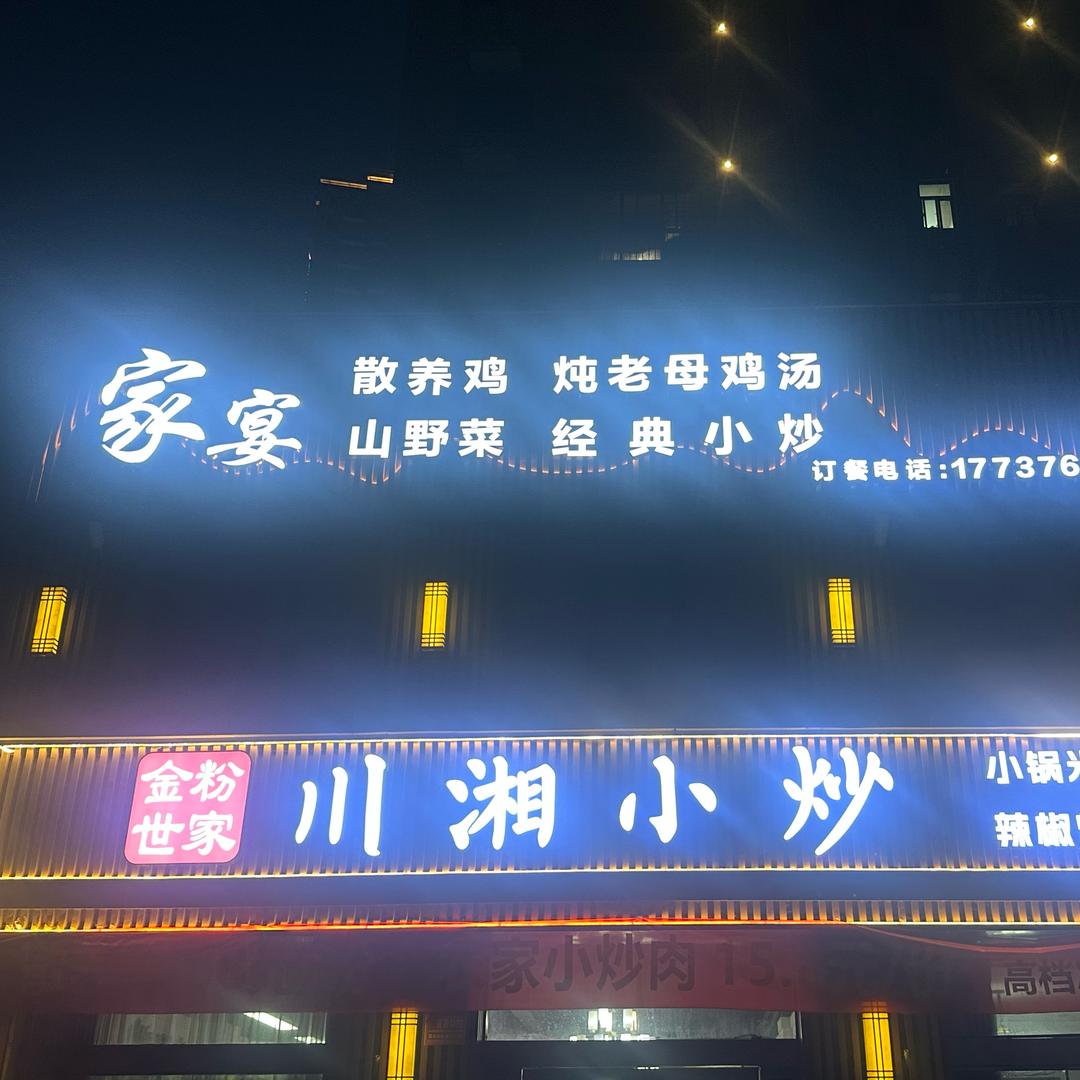 家宴
散养鸡 炖老母鸡汤
山野菜 经典小炒
订餐电话:177376
金粉
世家
川湘小炒
小锅米
辣椒
家小炒肉 15.
高档